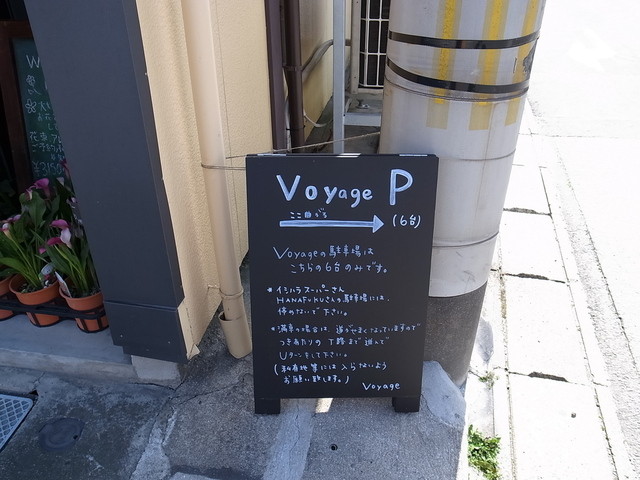 Voyage P
(6台)
Voyageの駐車場は
こちらの6台のみです。
*イシハラスーパーさん
HANAFUKUさんの駐車場には、
停めないで下さい。
*満車の場合は、道がせまくなっていますので
つきあたりのT路まで進んで
Uターンをして下さい。
(私有地等には入らないよう
お願い致します。)
Voyage
W